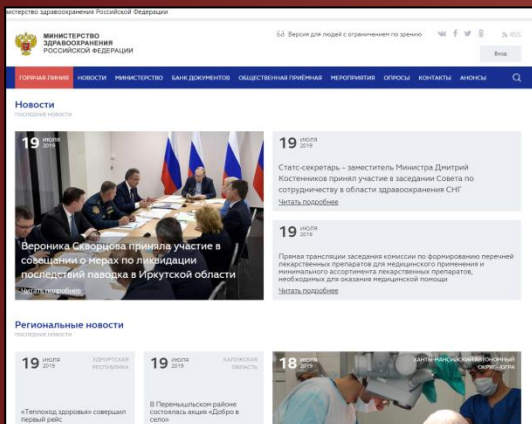 министерство здравоохранения Российской Федерации
МИНИСТЕРСТВО
ЗДРАВООХРАНЕНИЯ
РОССИЙСКОЙ ФЕДЕРАЦИИ
Версия для людей с ограничением по зрению
RSS
Вход
ГОРЯЧАЯ ЛИНИЯ НОВОСТИ МИНИСТЕРСТВО БАНК ДОКУМЕНТОВ ОБЩЕСТВЕННАЯ ПРИЁМНАЯ МЕРОПРИЯТИЯ ОПРОСЫ КОНТАКТЫ АНОНСЫ
Новости
ПОСЛЕДНИЕ НОВОСТИ
19 ИЮЛЯ
2019
Вероника Скворцова приняла участие в
совещании о мерах по ликвидации
последствий паводка в Иркутской области
Читать подробнее
19 ИЮЛЯ
2019
Статс-секретарь – заместитель Министра Дмитрий
Костенников принял участие в заседании Совета по
сотрудничеству в области здравоохранения СНГ
Читать подробнее
19 ИЮЛЯ
2019
Прямая трансляции заседания комиссии по формированию перечней
лекарственных препаратов для медицинского применения и
минимального ассортимента лекарственных препаратов,
необходимых для оказания медицинской помощи
Читать подробнее
Региональные новости
ПОСЛЕДНИЕ НОВОСТИ
19 ИЮЛЯ
2019
УДМУРТСКАЯ
РЕСПУБЛИКА
«Теплоход здоровья» совершил
первый рейс
19 ИЮЛЯ
2019
КАЛУЖСКАЯ
ОБЛАСТЬ
В Перемышльском районе
состоялась акция «Добро в
село»
18 ИЮЛЯ
2019
ХАНТЫ-МАНСИЙСКИЙ АВТОНОМНЫЙ
ОКРУГ-ЮГРА